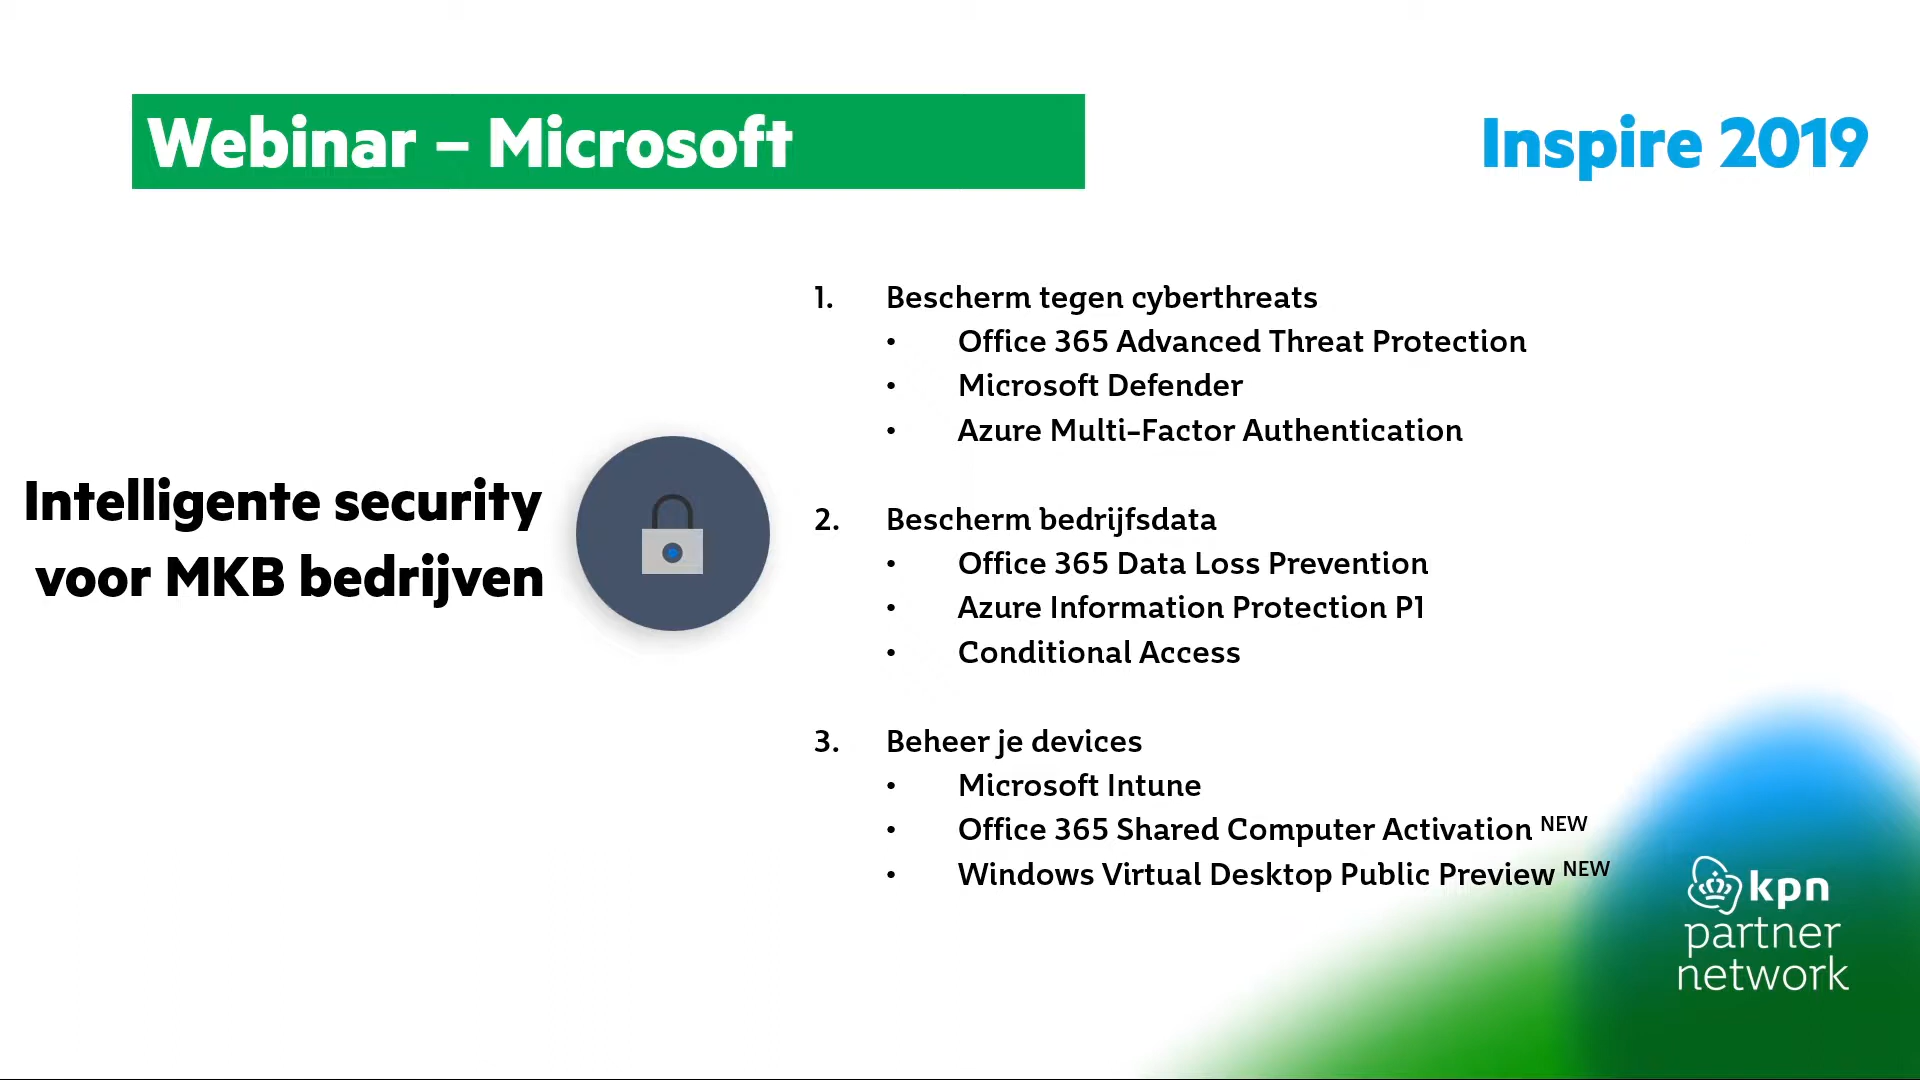 Webinar – Microsoft
Inspire 2019
Intelligente security
voor MKB bedrijven
1. Bescherm tegen cyberthreats
• Office 365 Advanced Threat Protection
• Microsoft Defender
• Azure Multi-Factor Authentication
2. Bescherm bedrijfsdata
• Office 365 Data Loss Prevention
• Azure Information Protection P1
• Conditional Access
3. Beheer je devices
• Microsoft Intune
• Office 365 Shared Computer Activation NEW
• Windows Virtual Desktop Public Preview NEW
kpn
partner
network